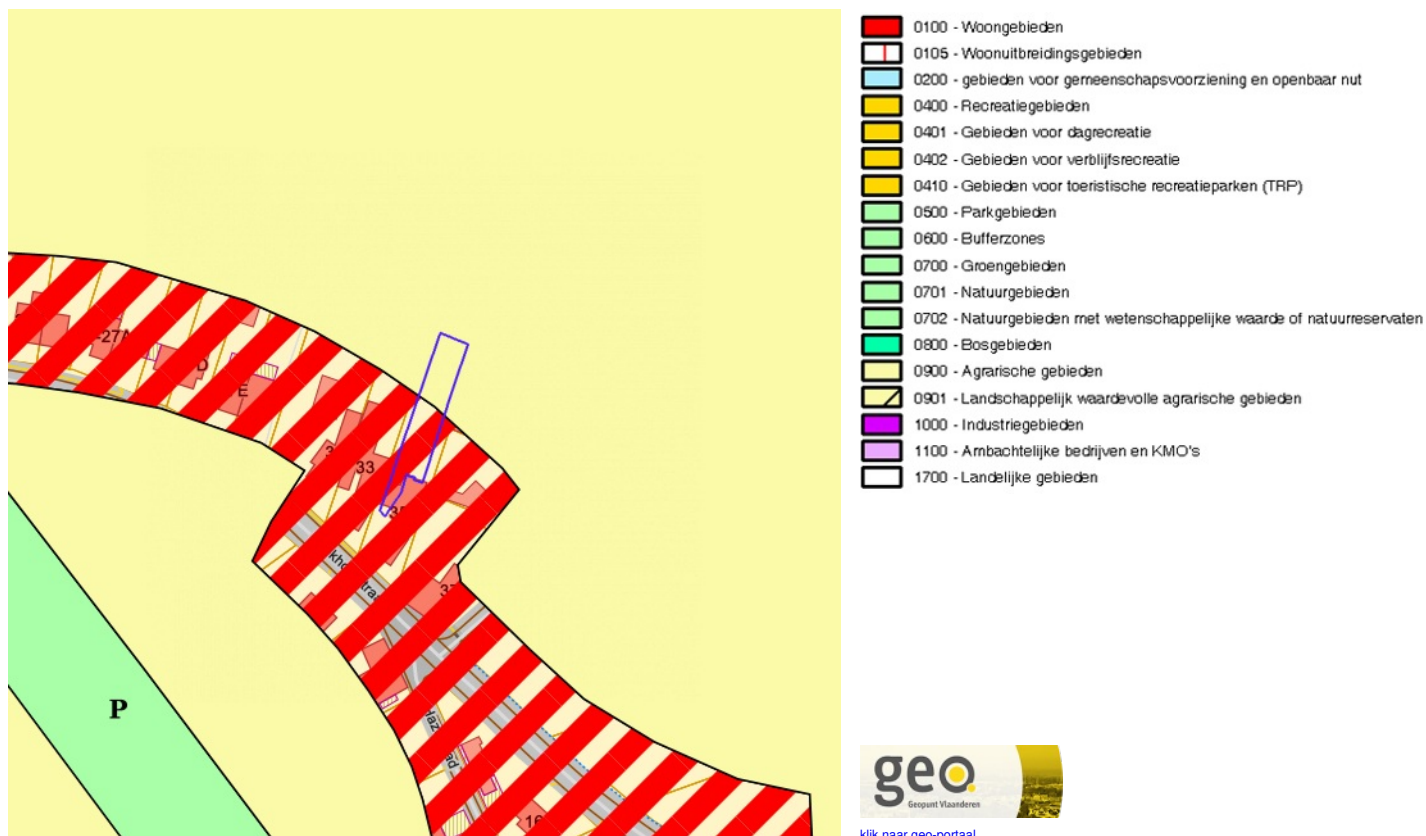 27A
D
E
33
P
0100 - Woongebieden
0105 - Woonuitbreidingsgebieden
0200 - gebieden voor gemeenschapsvoorziening en openbaar nut
0400 - Recreatiegebieden
0401 - Gebieden voor dagrecreatie
0402 - Gebieden voor verblijfsrecreatie
0410 - Gebieden voor toeristische recreatieparken (TRP)
0500 - Parkgebieden
0600 - Bufferzones
0700 - Groengebieden
0701 - Natuurgebieden
0702 - Natuurgebieden met wetenschappelijke waarde of natuurreservaten
0800 - Bosgebieden
0900 - Agrarische gebieden
0901 - Landschappelijk waardevolle agrarische gebieden
1000 - Industriegebieden
1100 - Ambachtelijke bedrijven en KMO's
1700 - Landelijke gebieden
geo
Geopunt Vlaanderen
klik naar geo-portaal